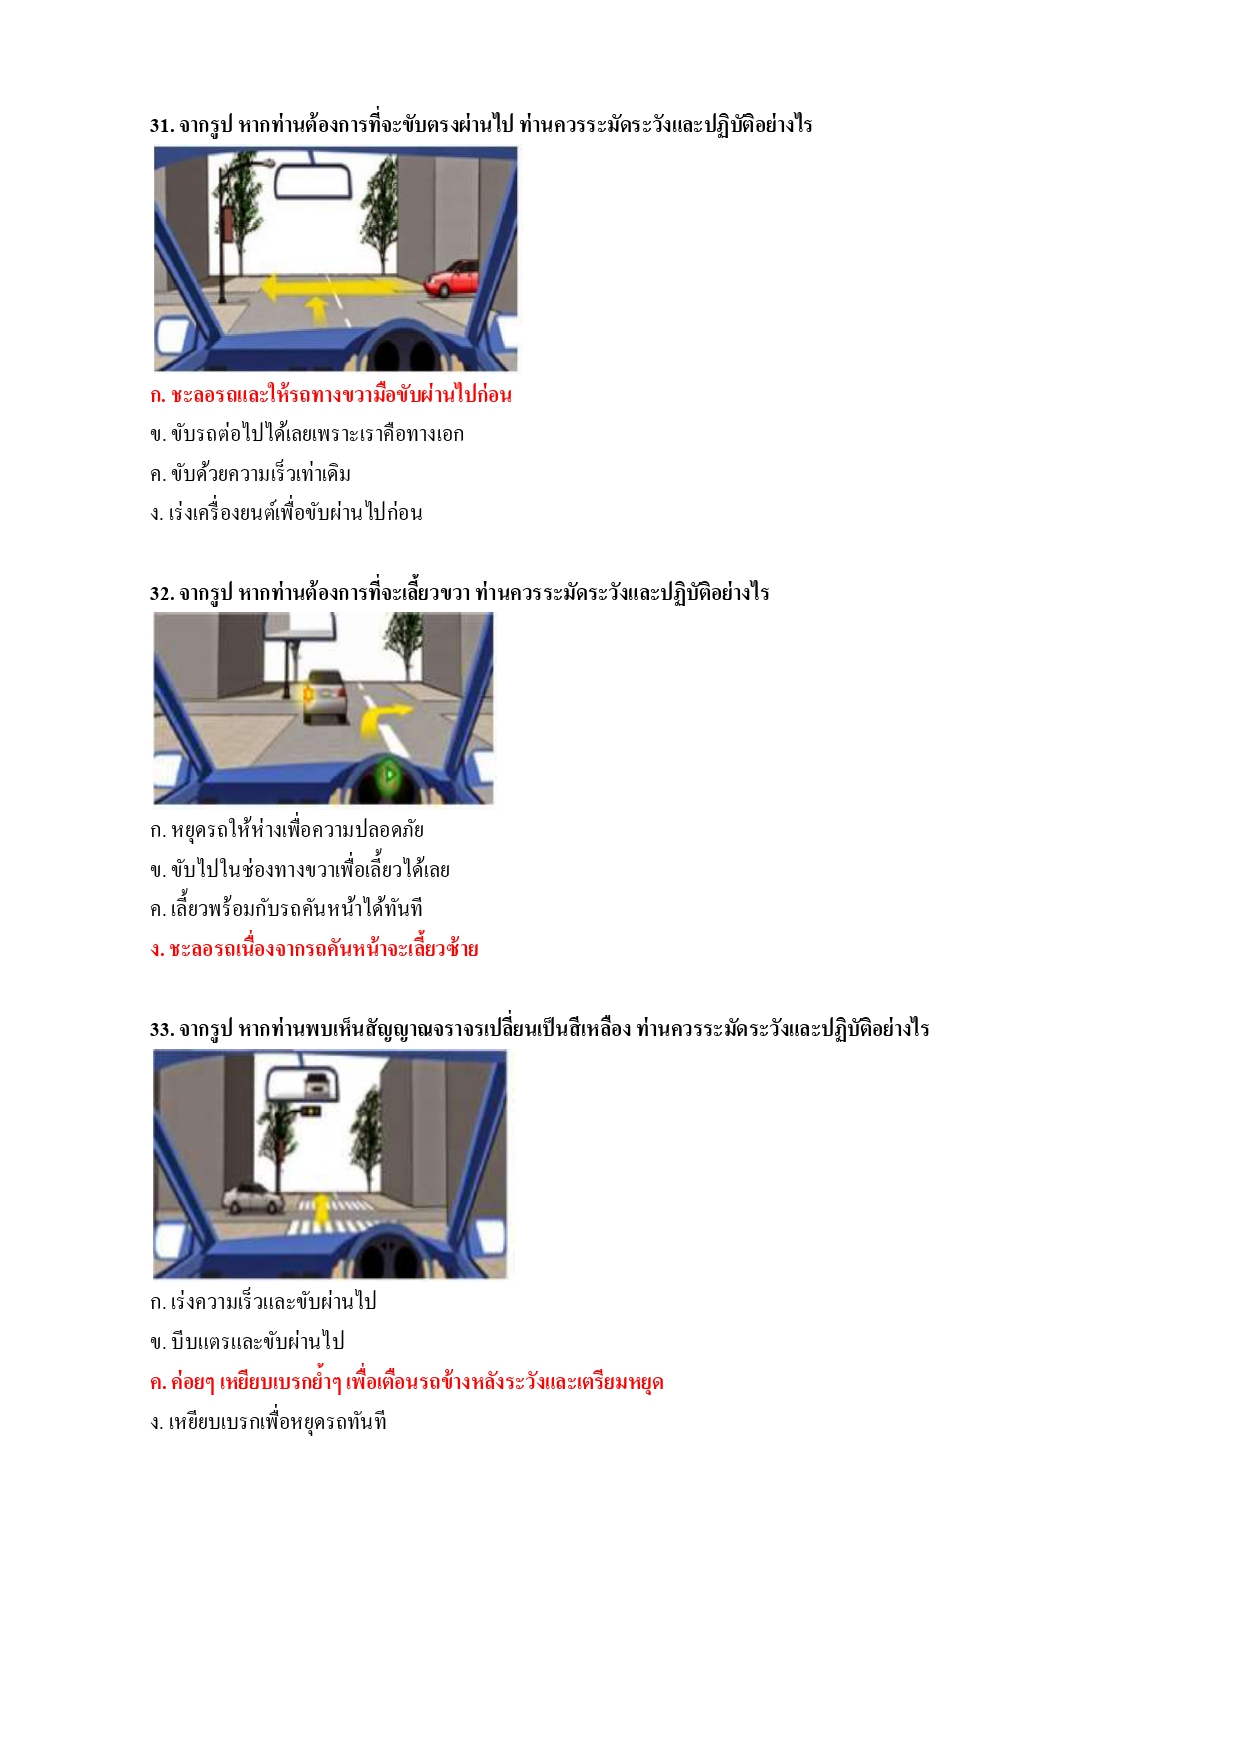 31. จากรูป หากท่านต้องการที่จะขับตรงผ่านไป ท่านควรระมัดระวังและปฏิบัติอย่างไร
ก. ชะลอรถและให้รถทางขวามือขับผ่านไปก่อน
ข. ขับรถต่อไปได้เลยเพราะเราคือทางเอก
ค. ขับด้วยความเร็วเท่าเดิม
ง. เร่งเครื่องยนต์เพื่อขับผ่านไปก่อน
32. จากรูป หากท่านต้องการที่จะเลี้ยวขวา ท่านควรระมัดระวังและปฏิบัติอย่างไร
ก. หยุดรถให้ห่างเพื่อความปลอดภัย
ข. ขับไปในช่องทางขวาเพื่อเลี้ยวได้เลย
ค. เลี้ยวพร้อมกับรถคันหน้าได้ทันที
ง. ชะลอรถเนื่องจากรถคันหน้าจะเลี้ยวซ้าย
33. จากรูป หากท่านพบเห็นสัญญาณจราจรเปลี่ยนเป็นสีเหลือง ท่านควรระมัดระวังและปฏิบัติอย่างไร
ก. เร่งความเร็วและขับผ่านไป
ข. บีบแตรและขับผ่านไป
ค. ค่อยๆ เหยียบเบรกย้ำๆ เพื่อเตือนรถข้างหลังระวังและเตรียมหยุด
ง. เหยียบเบรกเพื่อหยุดรถทันที